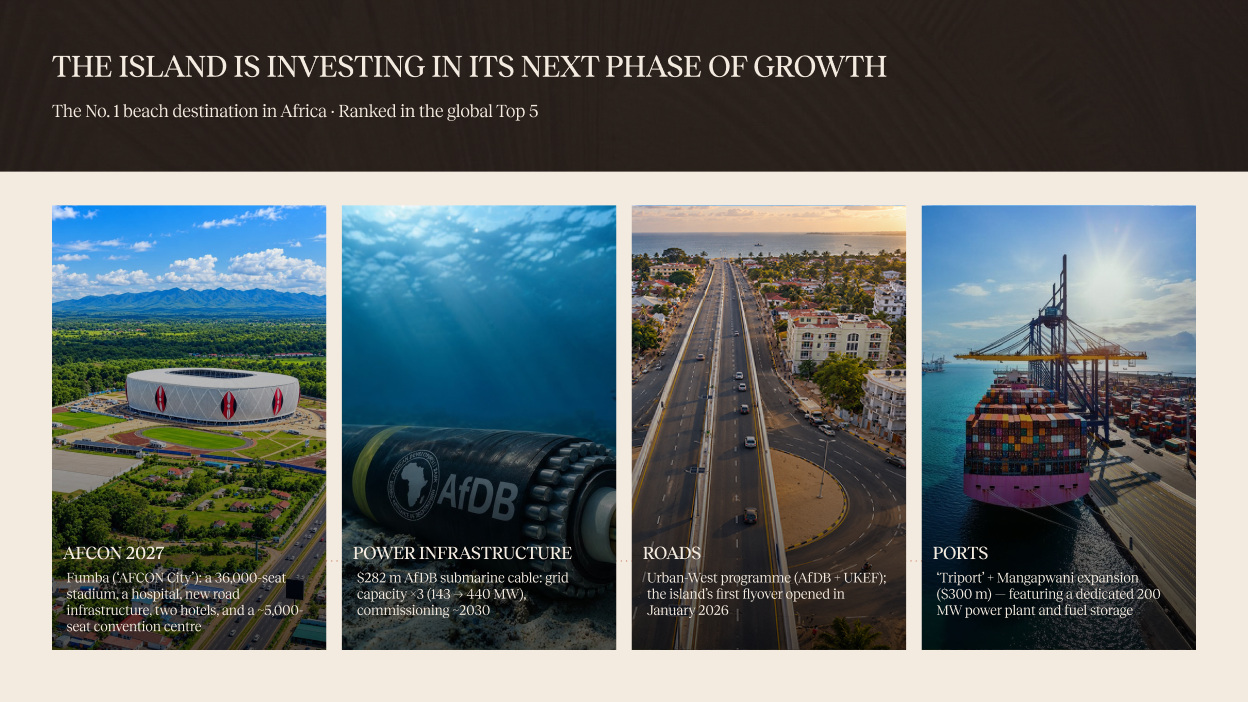 THE ISLAND IS INVESTING IN ITS NEXT PHASE OF GROWTH
The No. 1 beach destination in Africa · Ranked in the global Top 5
AfDB
AFCON 2027
Fumba (‘AFCON City’): a 36,000-seat
stadium, a hospital, new road
infrastructure, two hotels, and a ~5,000-
seat convention centre
POWER INFRASTRUCTURE
$282 m AfDB submarine cable: grid
capacity ×3 (143 → 440 MW),
commissioning ~2030
ROADS
Urban-West programme (AfDB + UKEF);
the island’s first flyover opened in
January 2026
PORTS
‘Triport’ + Mangapwani expansion
($300 m) — featuring a dedicated 200
MW power plant and fuel storage